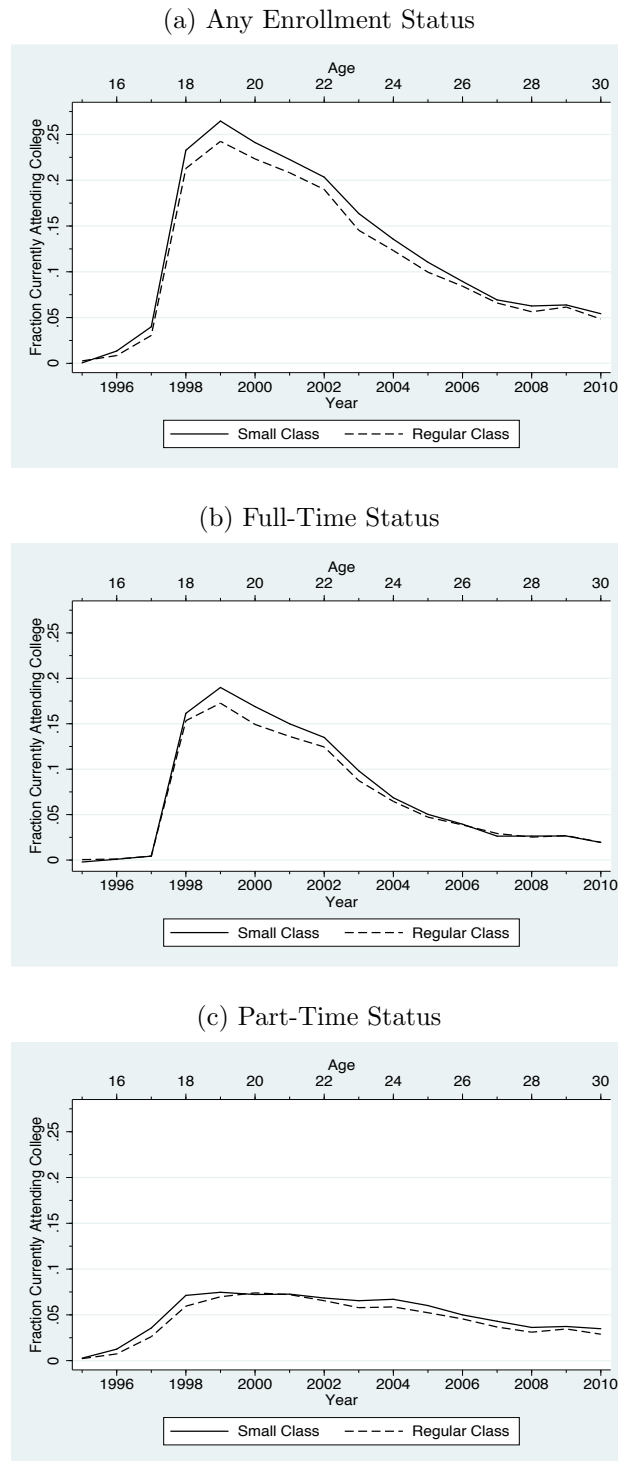 (a) Any Enrollment Status
Age
16 18 20 22 24 26 28 30
Fraction Currently Attending College
0 .05 .1 .15 .2 .25
1996 1998 2000 2002 2004 2006 2008 2010
Year
Small Class Regular Class
(b) Full-Time Status
Age
16 18 20 22 24 26 28 30
Fraction Currently Attending College
0 .05 .1 .15 .2 .25
1996 1998 2000 2002 2004 2006 2008 2010
Year
Small Class Regular Class
(c) Part-Time Status
Age
16 18 20 22 24 26 28 30
Fraction Currently Attending College
0 .05 .1 .15 .2 .25
1996 1998 2000 2002 2004 2006 2008 2010
Year
Small Class Regular Class